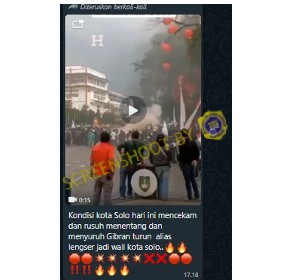 Diteruskan berkali-kali
H
SCREENSHOOT BY
0:15
Kondisi kota Solo hari ini mencekam
dan rusuh menentang dan
menyuruh Gibran turun alias
lengser jadi wali kota solo..🔥🔥
‼️‼️💥💥💥💥❌❌🔴🔴
🔴🔥🔥🔥
17.18